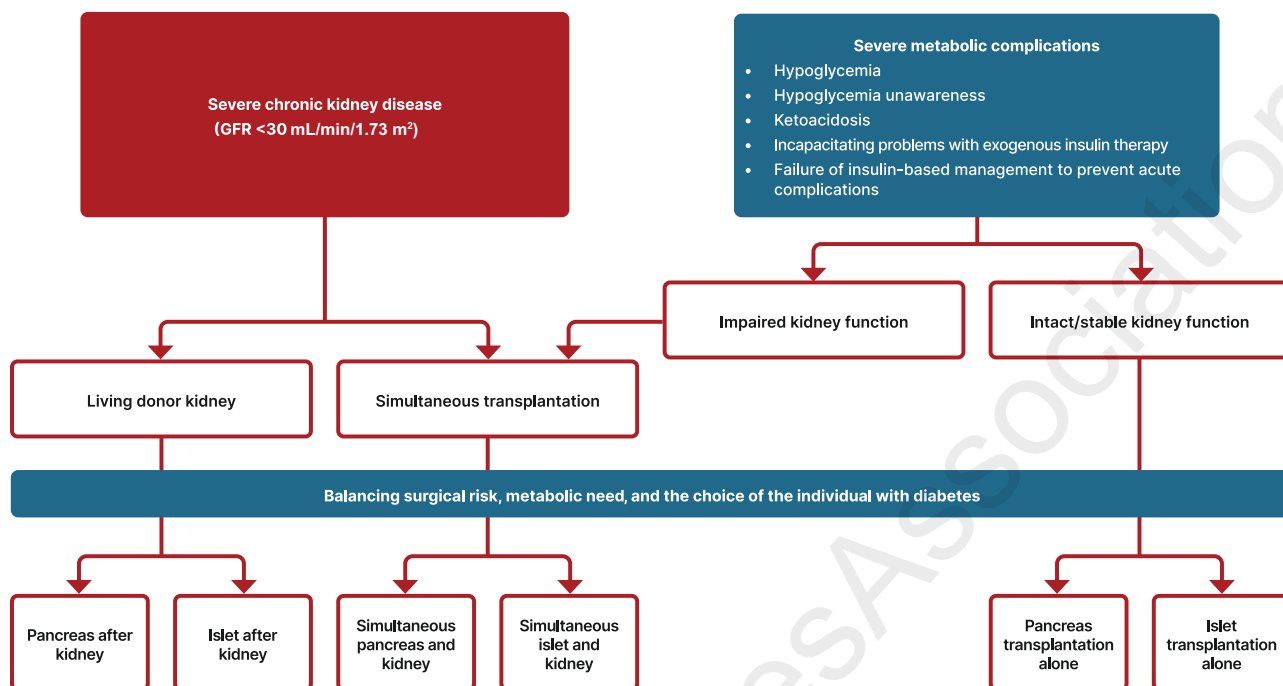 Severe chronic kidney disease
(GFR <30 mL/min/1.73 m²)
Severe metabolic complications
• Hypoglycemia
• Hypoglycemia unawareness
• Ketoacidosis
• Incapacitating problems with exogenous insulin therapy
• Failure of insulin-based management to prevent acute
complications
Impaired kidney function
Intact/stable kidney function
Living donor kidney
Simultaneous transplantation
Balancing surgical risk, metabolic need, and the choice of the individual with diabetes
Pancreas after
kidney
Islet after
kidney
Simultaneous
pancreas and
kidney
Simultaneous
islet and
kidney
Pancreas
transplantation
alone
Islet
transplantation
alone
esAssociation